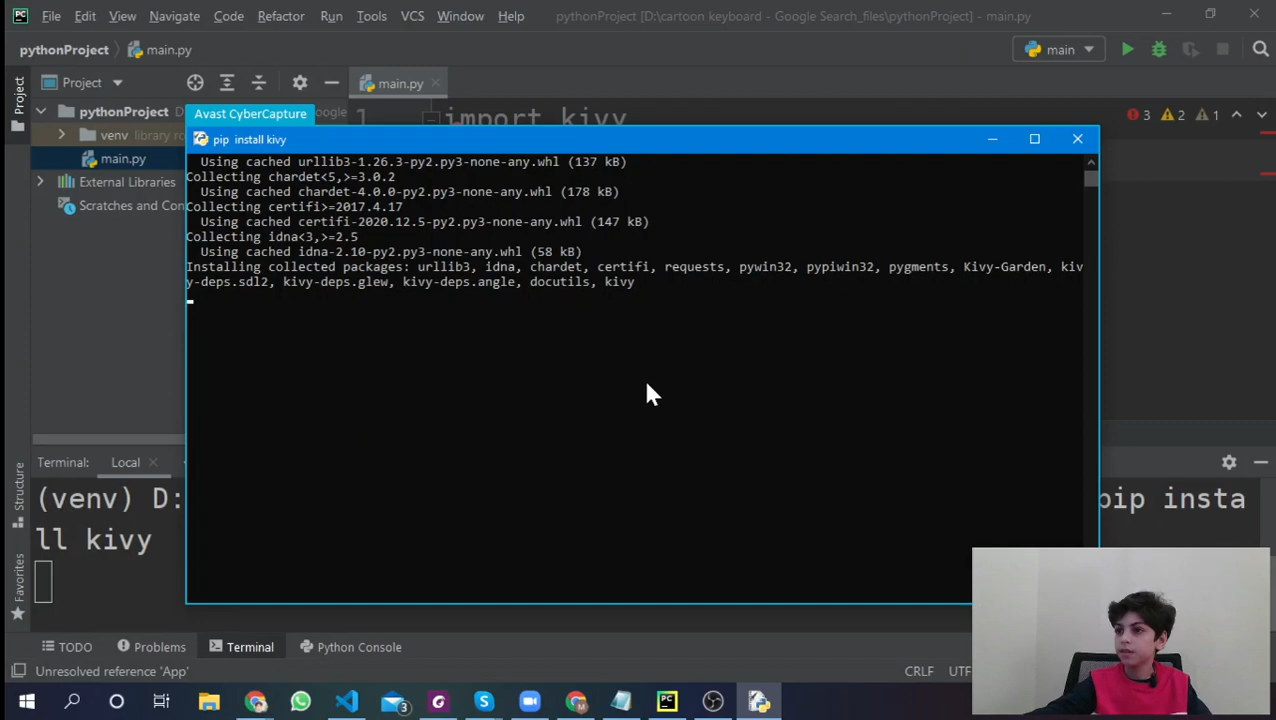 File Edit View Navigate Code Refactor Run Tools VCS Window Help pythonProject [D:\cartoon keyboard - Google Search_files\pythonProject] - main.py
pythonProject main.py main
Project main.py
pythonProject D google
Avast CyberCapture
1 import kivy
3 2 1
venv library ro
pip install kivy
main.py
External Libraries
Scratches and Con
Using cached urllib3-1.26.3-py2.py3-none-any.whl (137 kB)
Collecting chardet<5,>=3.0.2
Using cached chardet-4.0.0-py2.py3-none-any.whl (178 kB)
Collecting certifi>=2017.4.17
Using cached certifi-2020.12.5-py2.py3-none-any.whl (147 kB)
Collecting idna<3,>=2.5
Using cached idna-2.10-py2.py3-none-any.whl (58 kB)
Installing collected packages: urllib3, idna, chardet, certifi, requests, pywin32, pypiwin32, pygments, Kivy-Garden, kiv
y-deps.sdl2, kivy-deps.glew, kivy-deps.angle, docutils, kivy
Project
Structure
Favorites
Terminal: Local
(venv) D: pip insta
ll kivy
TODO Problems Terminal Python Console
Unresolved reference 'App' CRLF UTF
3